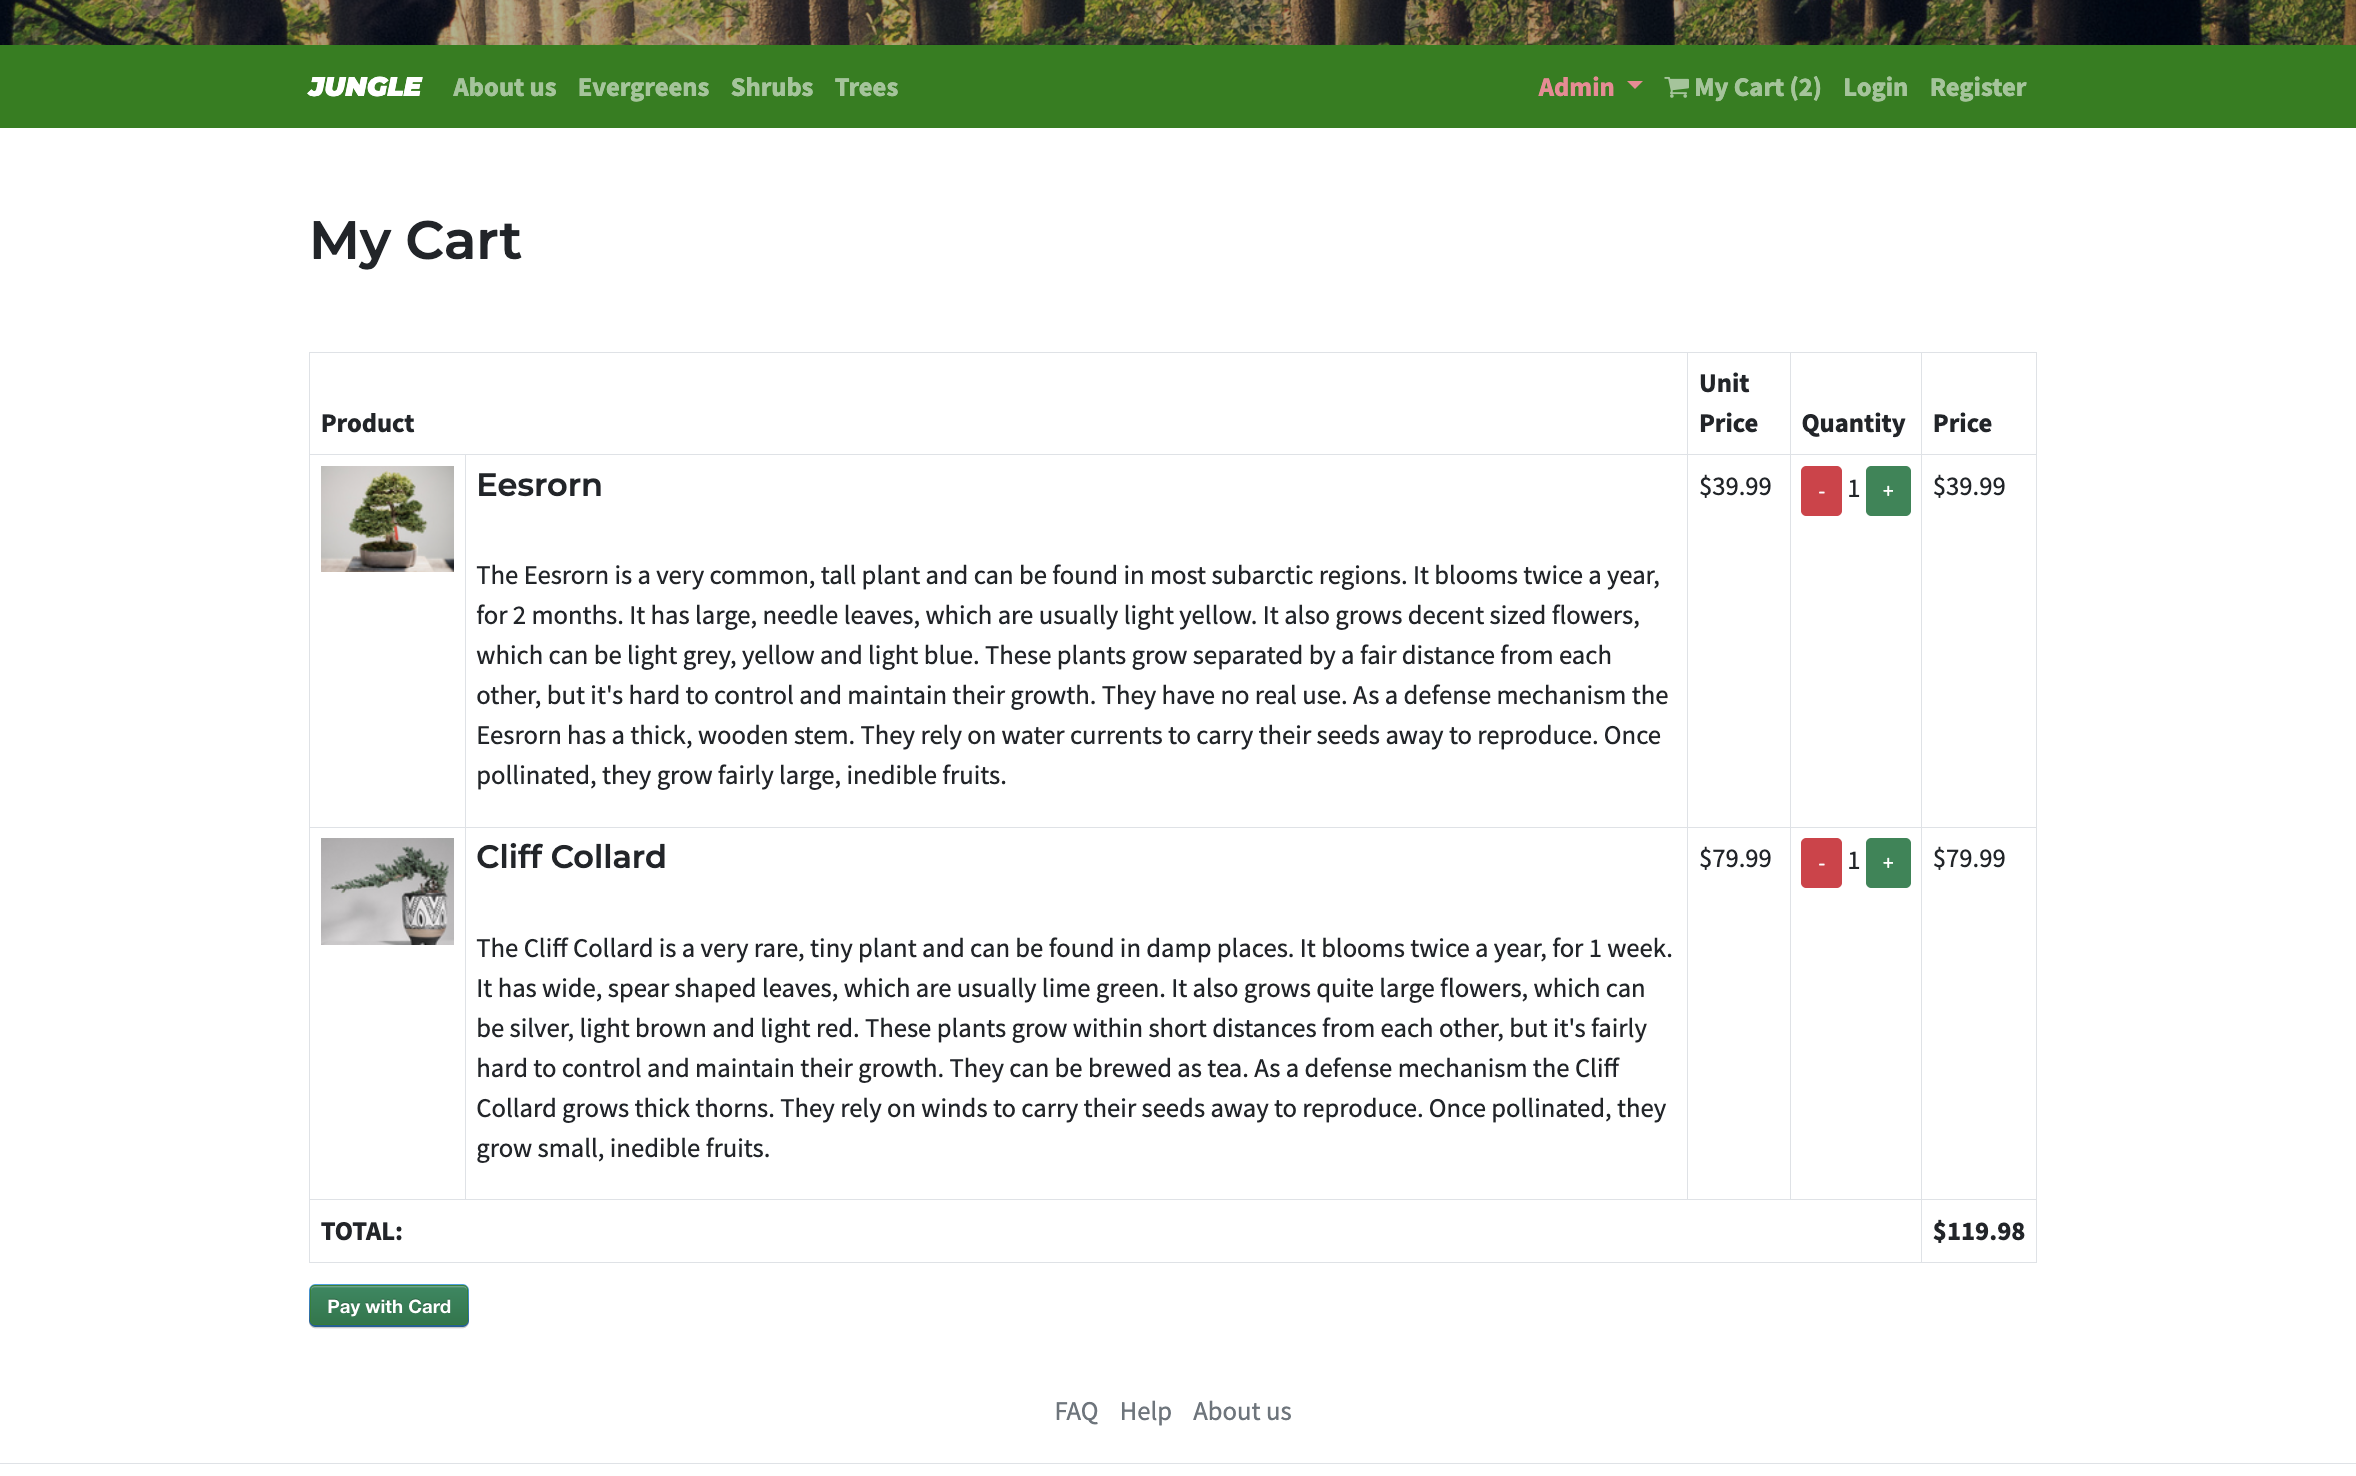 JUNGLE About us Evergreens Shrubs Trees Admin My Cart (2) Login Register
My Cart
Product Unit Price Quantity Price
Eesrorn $39.99 - 1 + $39.99
The Eesrorn is a very common, tall plant and can be found in most subarctic regions. It blooms twice a year,
for 2 months. It has large, needle leaves, which are usually light yellow. It also grows decent sized flowers,
which can be light grey, yellow and light blue. These plants grow separated by a fair distance from each
other, but it's hard to control and maintain their growth. They have no real use. As a defense mechanism the
Eesrorn has a thick, wooden stem. They rely on water currents to carry their seeds away to reproduce. Once
pollinated, they grow fairly large, inedible fruits.
Cliff Collard $79.99 - 1 + $79.99
The Cliff Collard is a very rare, tiny plant and can be found in damp places. It blooms twice a year, for 1 week.
It has wide, spear shaped leaves, which are usually lime green. It also grows quite large flowers, which can
be silver, light brown and light red. These plants grow within short distances from each other, but it's fairly
hard to control and maintain their growth. They can be brewed as tea. As a defense mechanism the Cliff
Collard grows thick thorns. They rely on winds to carry their seeds away to reproduce. Once pollinated, they
grow small, inedible fruits.
TOTAL: $119.98
Pay with Card
FAQ Help About us